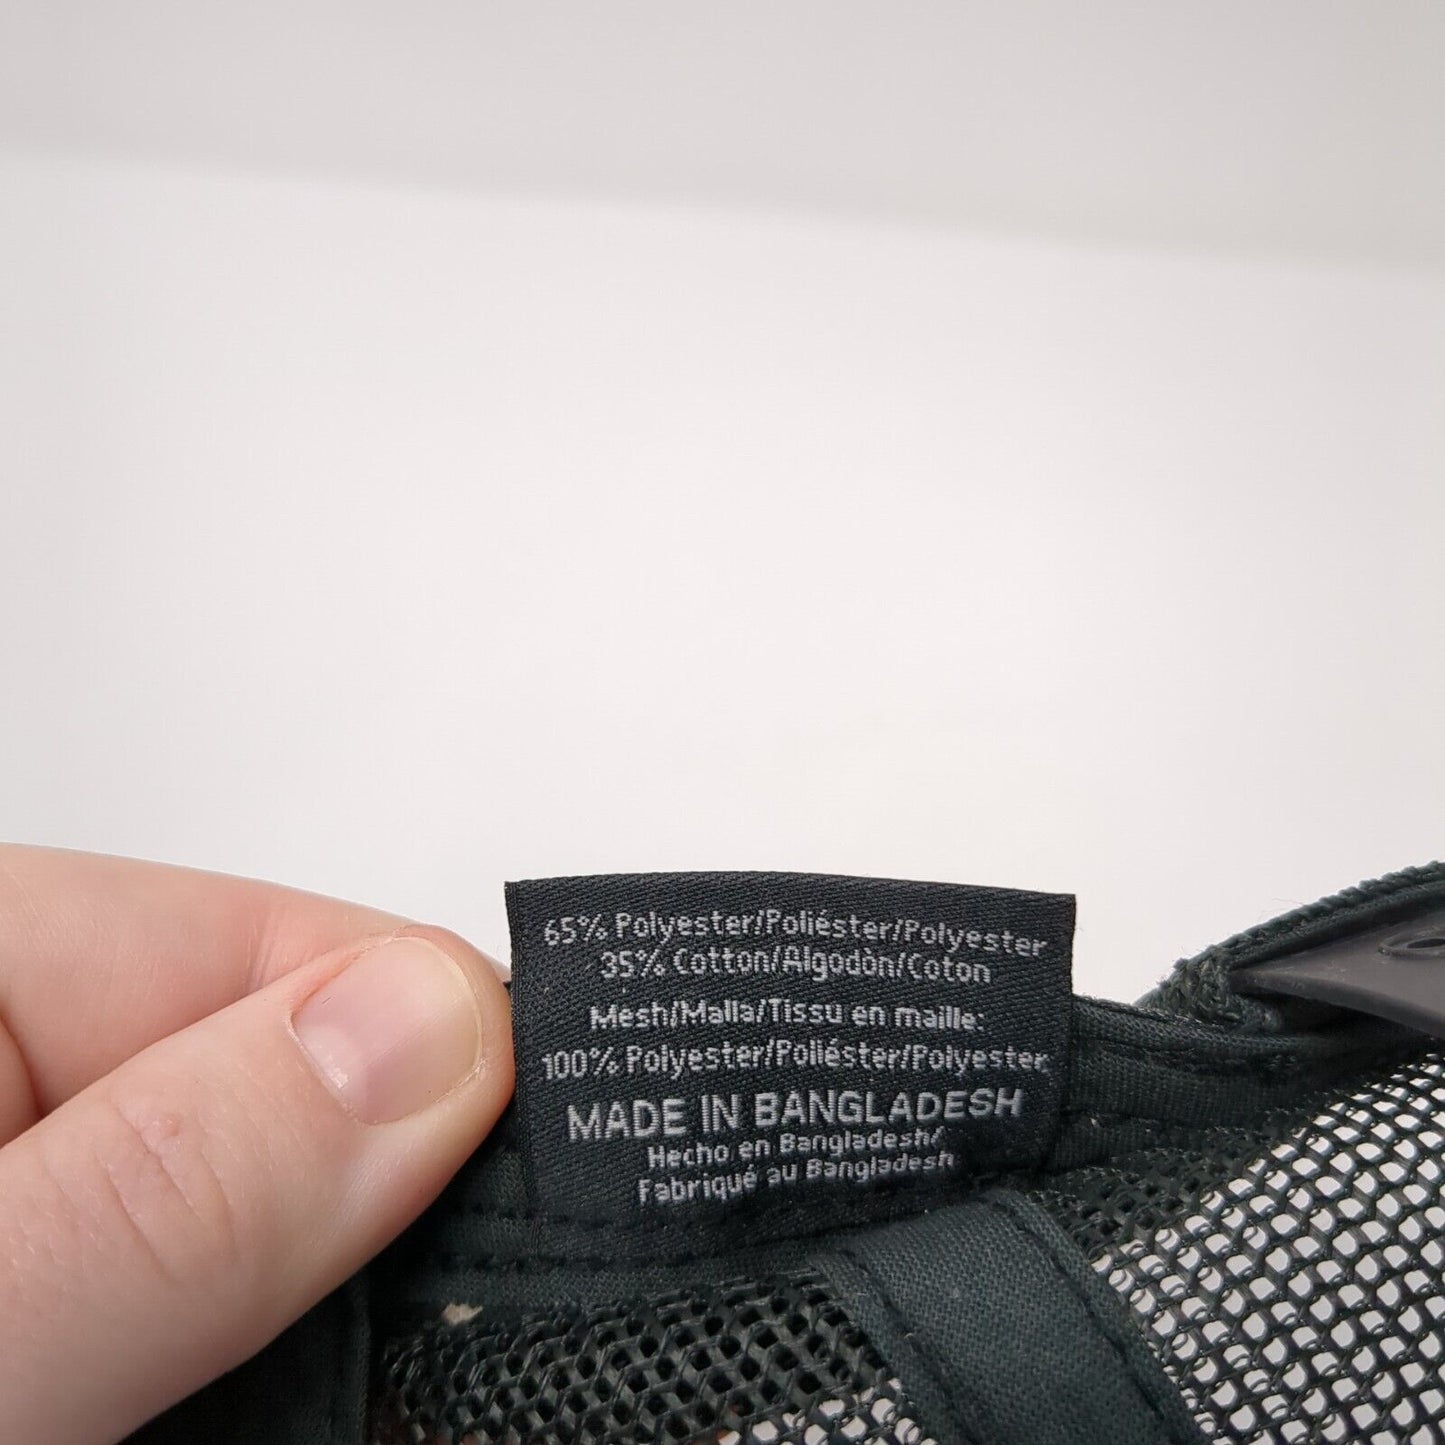 65% Polyester/Poliéster/Polyester
35% Cotton/Algodòn/Coton
Mesh/Malla/Tissu en maille:
100% Polyester/Poliéster/Polyester
MADE IN BANGLADESH
Hecho en Bangladesh/
Fabriqué au Bangladesh